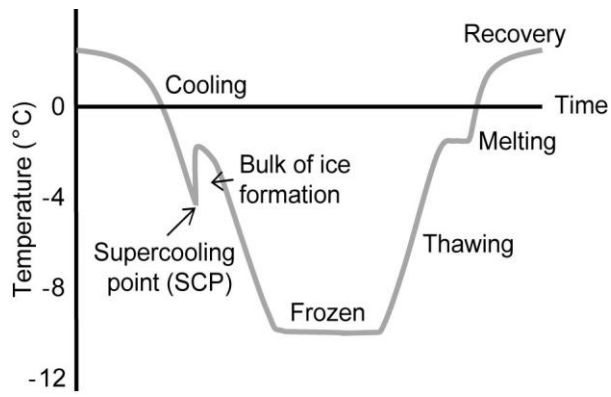 Recovery
Cooling
0
Time
Melting
Bulk of ice
formation
-4
Temperature (°C)
Thawing
Supercooling
point (SCP)
-8
Frozen
-12